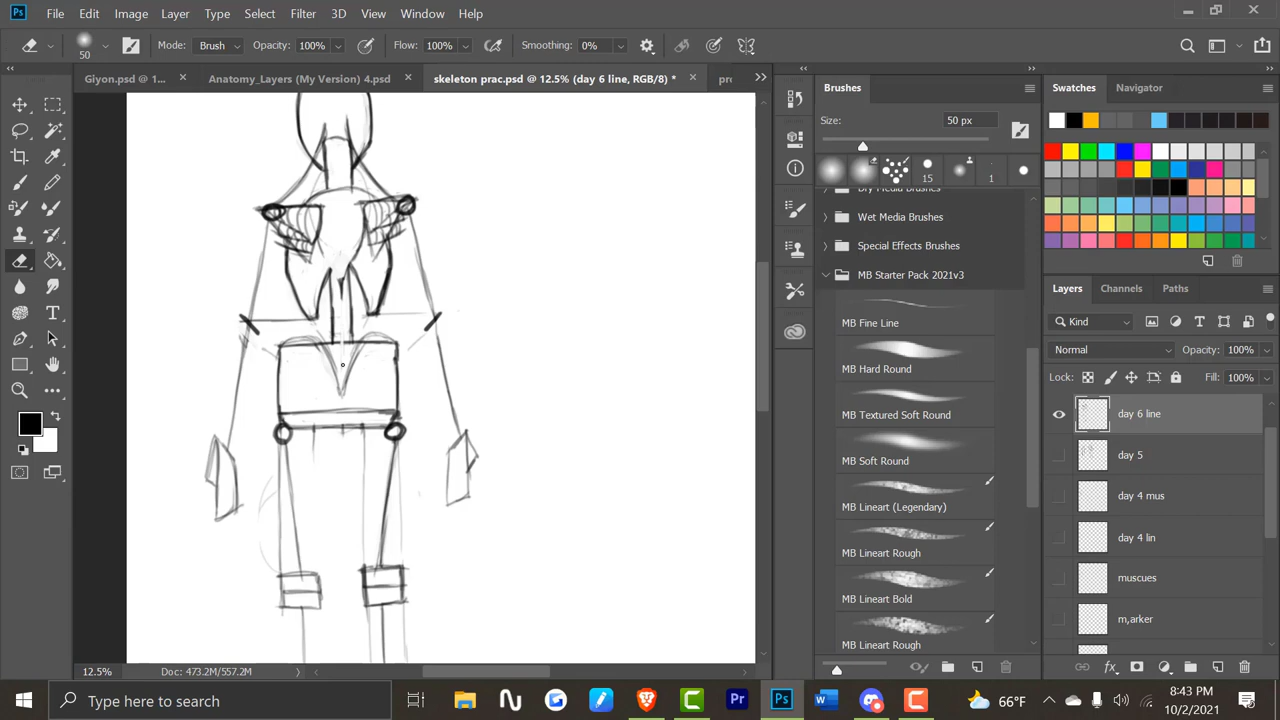 Ps File Edit Image Layer Type Select Filter 3D View Window Help
50 Mode: Brush Opacity: 100% Flow: 100% Smoothing: 0%
Glyon.psd @ 1... × Anatomy_Layers (My Version) 4.psd × skeleton prac.psd @ 12.5% (day 6 line, RGB/8) * × pr
Brushes
Size: 50 px
15 1
Dry Media Brushes
Wet Media Brushes
Special Effects Brushes
MB Starter Pack 2021v3
MB Fine Line
MB Hard Round
MB Textured Soft Round
MB Soft Round
MB Lineart (Legendary)
MB Lineart Rough
MB Lineart Bold
MB Lineart Rough
Swatches Navigator
Layers Channels Paths
Kind
Normal Opacity: 100%
Lock: Fill: 100%
day 6 line
day 5
day 4 mus
day 4 lin
muscues
m,arker
12.5% Doc: 473.2M/557.2M
Type here to search
Pr Ps 66°F 8:43 PM
10/2/2021